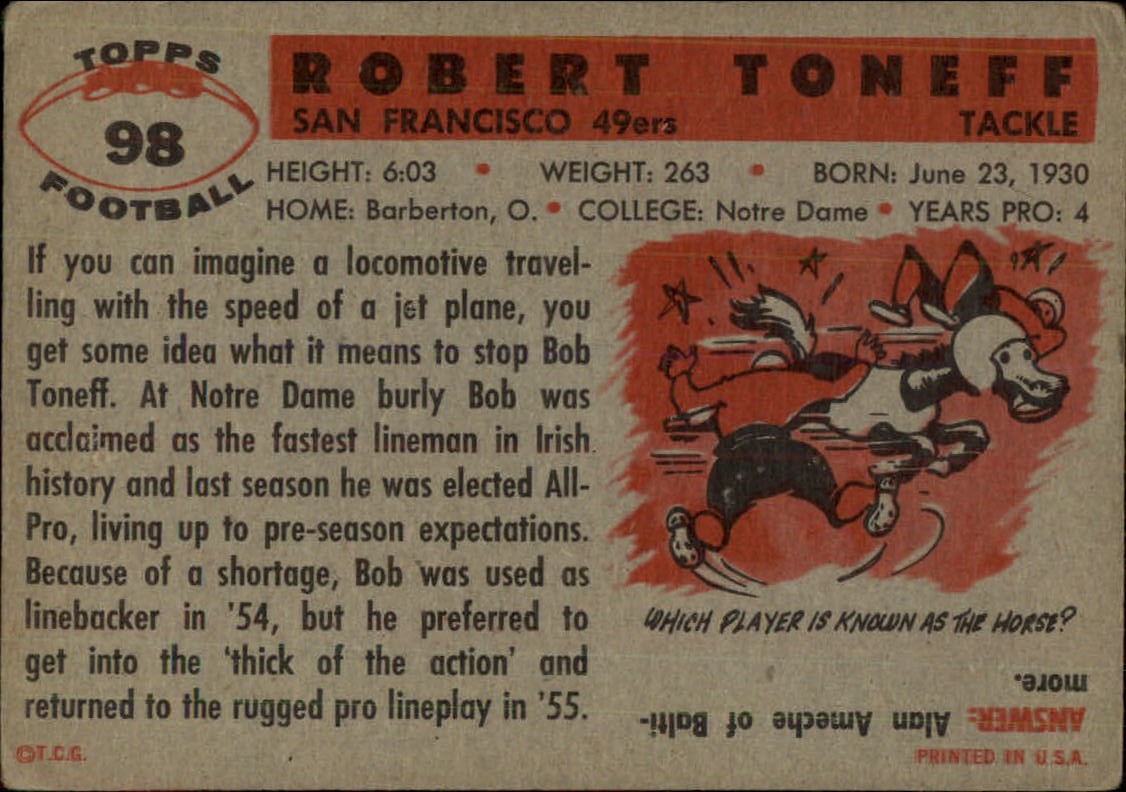 TOPPS
98
FOOTBALL
ROBERT TONEFF
SAN FRANCISCO 49ers TACKLE
HEIGHT: 6:03 • WEIGHT: 263 • BORN: June 23, 1930
HOME: Barberton, O. • COLLEGE: Notre Dame • YEARS PRO: 4
If you can imagine a locomotive travel-
ling with the speed of a jet plane, you
get some idea what it means to stop Bob
Toneff. At Notre Dame burly Bob was
acclaimed as the fastest lineman in Irish
history and last season he was elected All-
Pro, living up to pre-season expectations.
Because of a shortage, Bob was used as
linebacker in '54, but he preferred to
get into the 'thick of the action' and
returned to the rugged pro lineplay in '55.
WHICH PLAYER IS KNOWN AS THE HORSE?
ANSWER: Alan Ameche of Balti-
more.
©T.C.G.
PRINTED IN U.S.A.